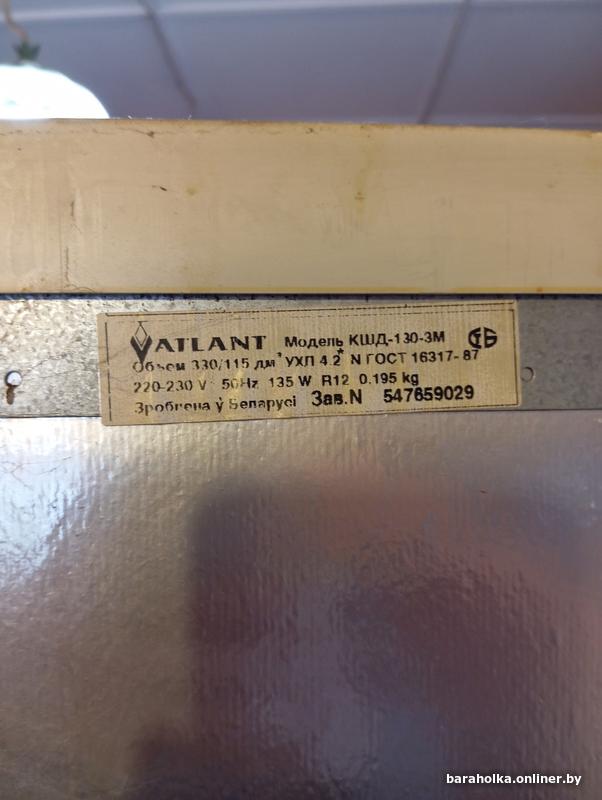 ATLANT Модель КШД-130-3М
Объем 330/115 дм³ УХЛ 4.2* N ГОСТ 16317-87
220-230 V 50Hz 135 W R12 0.195 kg
Зроблена ў Беларусі Зав.N 547659029
baraholka.onliner.by